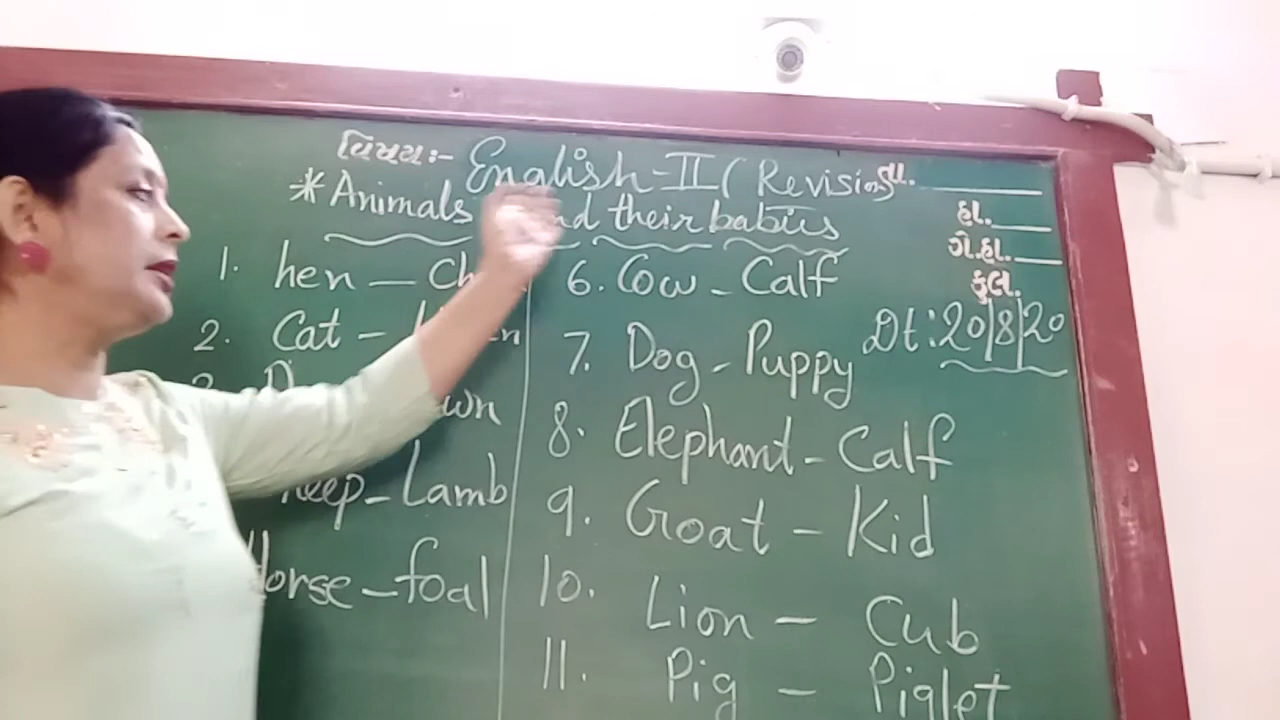 વિષય:- English-II ( Revision તા.
* Animals and their babies
હા.
ગે.હા.
કુલ.
Dt: 20|8|20
1. hen - Ch
2. Cat -
wn
heep - Lamb
Horse - foal
6. Cow - Calf
7. Dog - Puppy
8. Elephant - Calf
9. Goat - Kid
10. Lion - Cub
11. Pig - Piglet